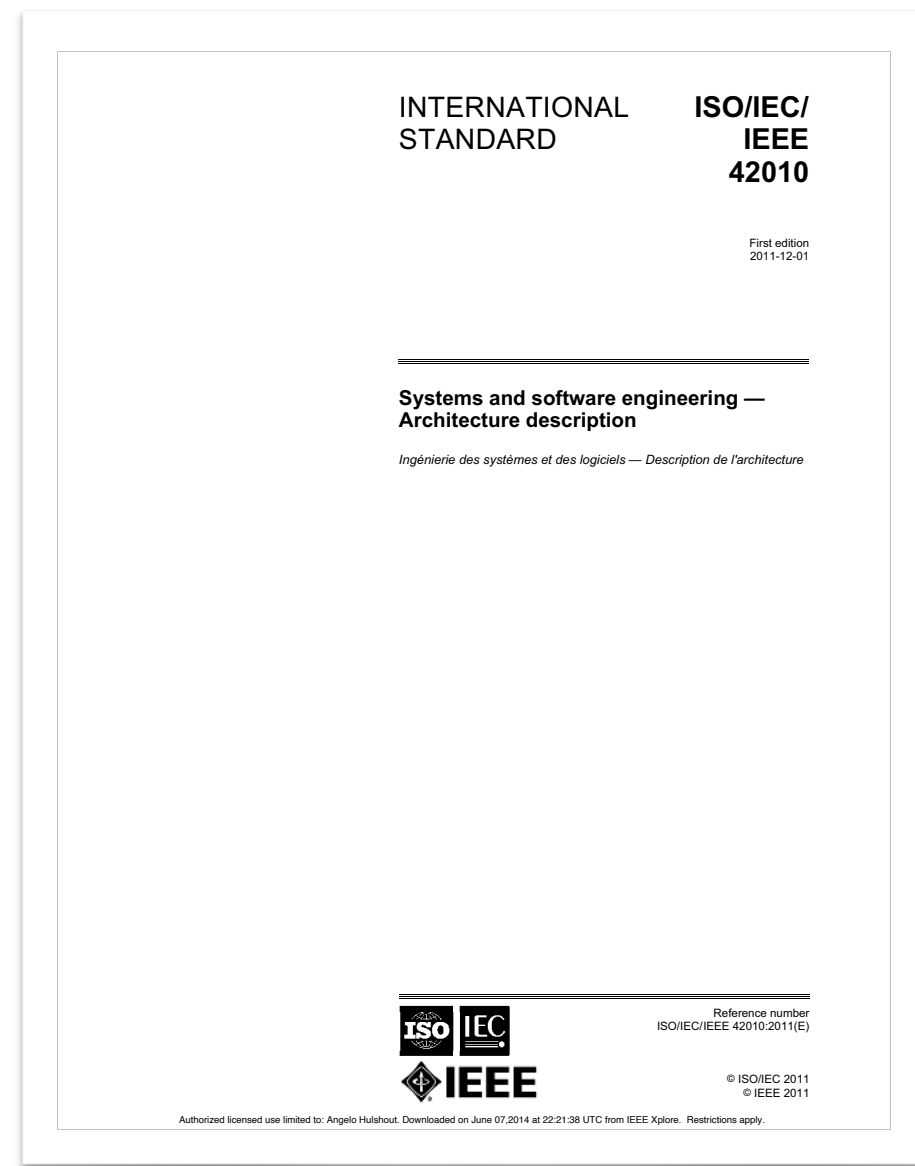 INTERNATIONAL STANDARD
ISO/IEC/
IEEE
42010
First edition
2011-12-01
Systems and software engineering —
Architecture description
Ingénierie des systèmes et des logiciels — Description de l'architecture
ISO IEC
IEEE
Reference number
ISO/IEC/IEEE 42010:2011(E)
© ISO/IEC 2011
© IEEE 2011
Authorized licensed use limited to: Angelo Hulshout. Downloaded on June 07,2014 at 22:21:38 UTC from IEEE Xplore. Restrictions apply.